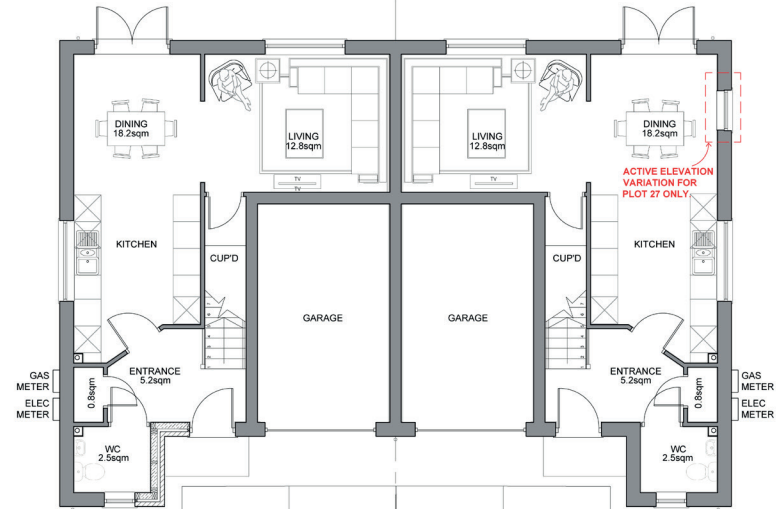 DINING
18.2sqm
LIVING
12.8sqm
TV
TV
LIVING
12.8sqm
TV
DINING
18.2sqm
ACTIVE ELEVATION
VARIATION FOR
PLOT 27 ONLY.
KITCHEN
CUP'D
GARAGE
GARAGE
CUP'D
KITCHEN
ENTRANCE
5.2sqm
ENTRANCE
5.2sqm
GAS
METER
ELEC
METER
0.8sqm
0.8sqm
GAS
METER
ELEC
METER
WC
2.5sqm
WC
2.5sqm